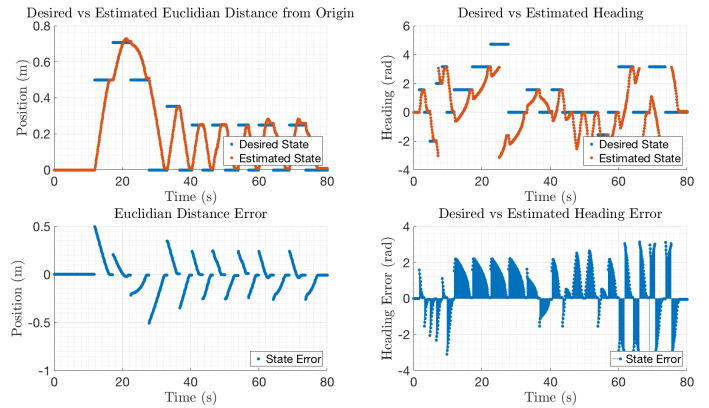 Desired vs Estimated Euclidian Distance from Origin
0.8
0.6
0.4
0.2
0
Position (m)
0 20 40 60 80
Time (s)
Desired State
Estimated State
Desired vs Estimated Heading
6
4
2
0
-2
-4
Heading (rad)
0 20 40 60 80
Time (s)
Desired State
Estimated State
Euclidian Distance Error
0.5
0
-0.5
-1
Position (m)
0 20 40 60 80
Time (s)
State Error
Desired vs Estimated Heading Error
4
2
0
-2
-4
Heading Error (rad)
0 20 40 60 80
Time (s)
State Error